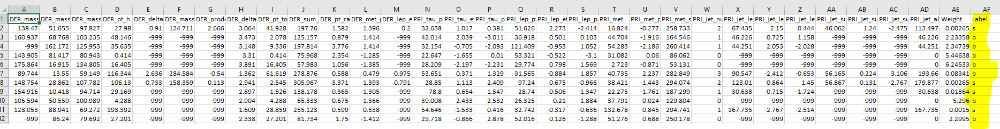 A B C D E F G H I J K L M N O P Q R S T U V W X Y Z AA AB AC AD AE AF
1 DER_mass DER_mass DER_mass DER_pt_h DER_delta DER_mass DER_prod DER_delta DER_pt_to DER_sum_ DER_pt_ra DER_met_ DER_lep_e PRI_tau_p PRI_tau_e PRI_tau_p PRI_lep_p PRI_lep_et PRI_lep_p PRI_met PRI_met_p PRI_met_s PRI_jet_nu PRI_jet_le PRI_jet_le PRI_jet_le PRI_jet_su PRI_jet_su PRI_jet_su PRI_jet_al Weight Label
2 138.47 51.655 97.827 27.98 0.91 124.711 2.666 3.064 41.928 197.76 1.582 1.396 0.2 32.638 1.017 0.381 51.626 2.273 -2.414 16.824 -0.277 258.733 2 67.435 2.15 0.444 46.062 1.24 -2.475 113.497 0.00265 s
3 160.937 68.768 103.235 48.146 -999 -999 -999 3.473 2.078 125.157 0.879 1.414 -999 42.014 2.039 -3.011 36.918 0.501 0.103 44.704 -1.916 164.546 1 46.226 0.725 1.158 -999 -999 -999 46.226 2.23358 b
4 -999 162.172 125.953 35.635 -999 -999 -999 3.148 9.336 197.814 3.776 1.414 -999 32.154 -0.705 -2.093 121.409 -0.953 1.052 54.283 -2.186 260.414 1 44.251 2.053 -2.028 -999 -999 -999 44.251 2.34739 b
5 143.905 81.417 80.943 0.414 -999 -999 -999 3.31 0.414 75.968 2.354 -1.285 -999 22.647 -1.655 0.01 53.321 -0.522 -3.1 31.082 0.06 86.062 0 -999 -999 -999 -999 -999 -999 0 5.44638 b
6 175.864 16.915 134.805 16.405 -999 -999 -999 3.891 16.405 57.983 1.056 -1.385 -999 28.209 -2.197 -2.231 29.774 0.798 1.569 2.723 -0.871 53.131 0 -999 -999 -999 -999 -999 -999 0 6.24533 b
7 89.744 13.55 59.149 116.344 2.636 284.584 -0.54 1.362 61.619 278.876 0.588 0.479 0.975 53.651 0.371 1.329 31.565 -0.884 1.857 40.735 2.237 282.849 3 90.547 -2.412 -0.653 56.165 0.224 3.106 193.66 0.08341 b
8 148.754 28.862 107.782 106.13 0.733 158.359 0.113 2.941 2.545 305.967 3.371 1.393 0.791 28.85 1.113 2.409 97.24 0.675 -0.966 38.421 -1.443 294.074 2 123.01 0.864 1.45 56.867 0.131 -2.767 179.877 0.00265 s
9 154.916 10.418 94.714 29.169 -999 -999 -999 2.897 1.526 138.178 0.365 -1.305 -999 78.8 0.654 1.547 28.74 0.506 -1.347 22.275 -1.761 187.299 1 30.638 -0.715 -1.724 -999 -999 -999 30.638 0.01864 s
10 105.594 50.559 100.989 4.288 -999 -999 -999 2.904 4.288 65.333 0.675 -1.366 -999 39.008 2.433 -2.532 26.325 0.21 1.884 37.791 0.024 129.804 0 -999 -999 -999 -999 -999 -999 0 5.296 b
11 128.053 88.941 69.272 193.392 -999 -999 -999 1.609 28.859 255.123 0.599 0.538 -999 54.646 -1.533 0.416 32.742 -0.317 -0.636 132.678 0.845 294.741 1 167.735 -2.767 -2.514 -999 -999 -999 167.735 0.0015 s
12 -999 86.24 79.692 27.201 -999 -999 -999 2.338 27.201 81.734 1.75 -1.412 -999 29.718 -0.866 2.878 52.016 0.126 -1.288 51.276 0.688 250.178 0 -999 -999 -999 -999 -999 -999 0 2.2995 b